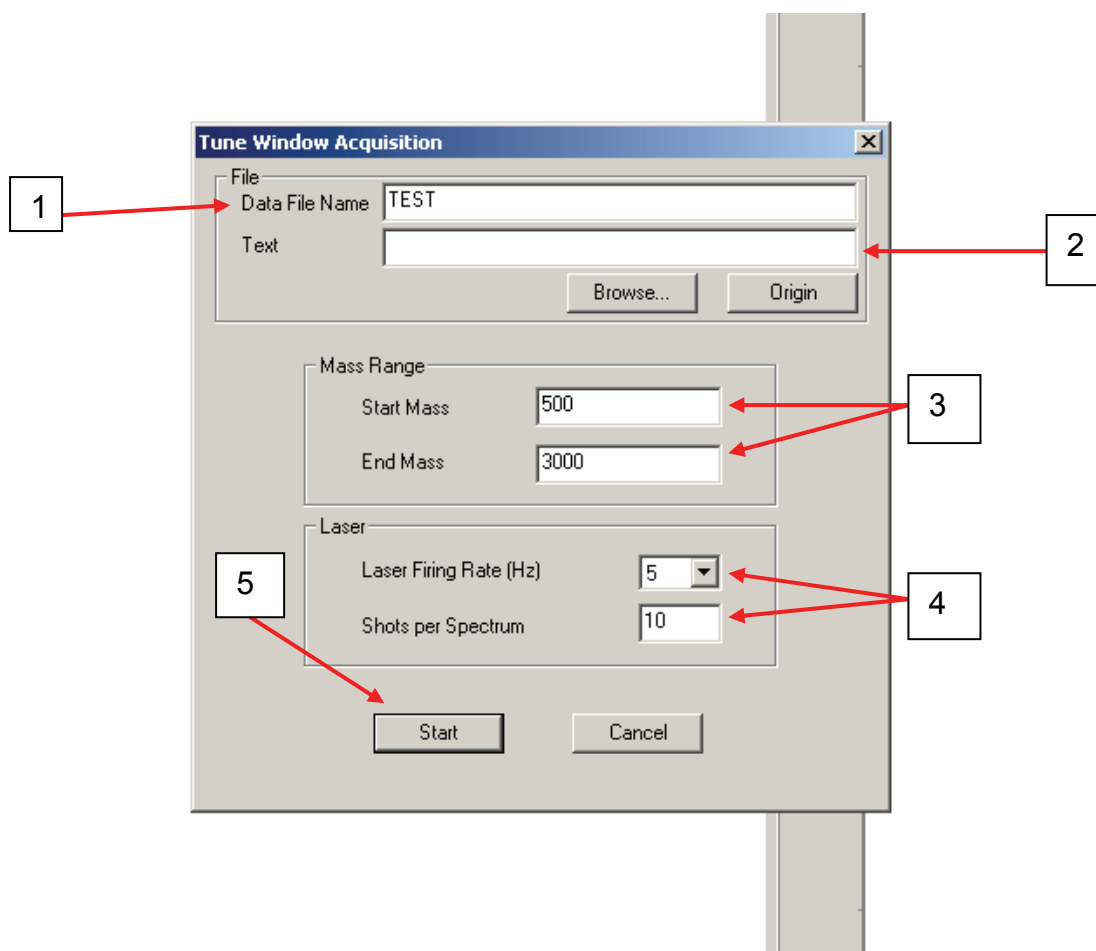 Tune Window Acquisition
File
1
Data File Name TEST
Text
2
Browse... Origin
Mass Range
Start Mass 500
3
End Mass 3000
Laser
Laser Firing Rate (Hz) 5
5
4
Shots per Spectrum 10
Start Cancel